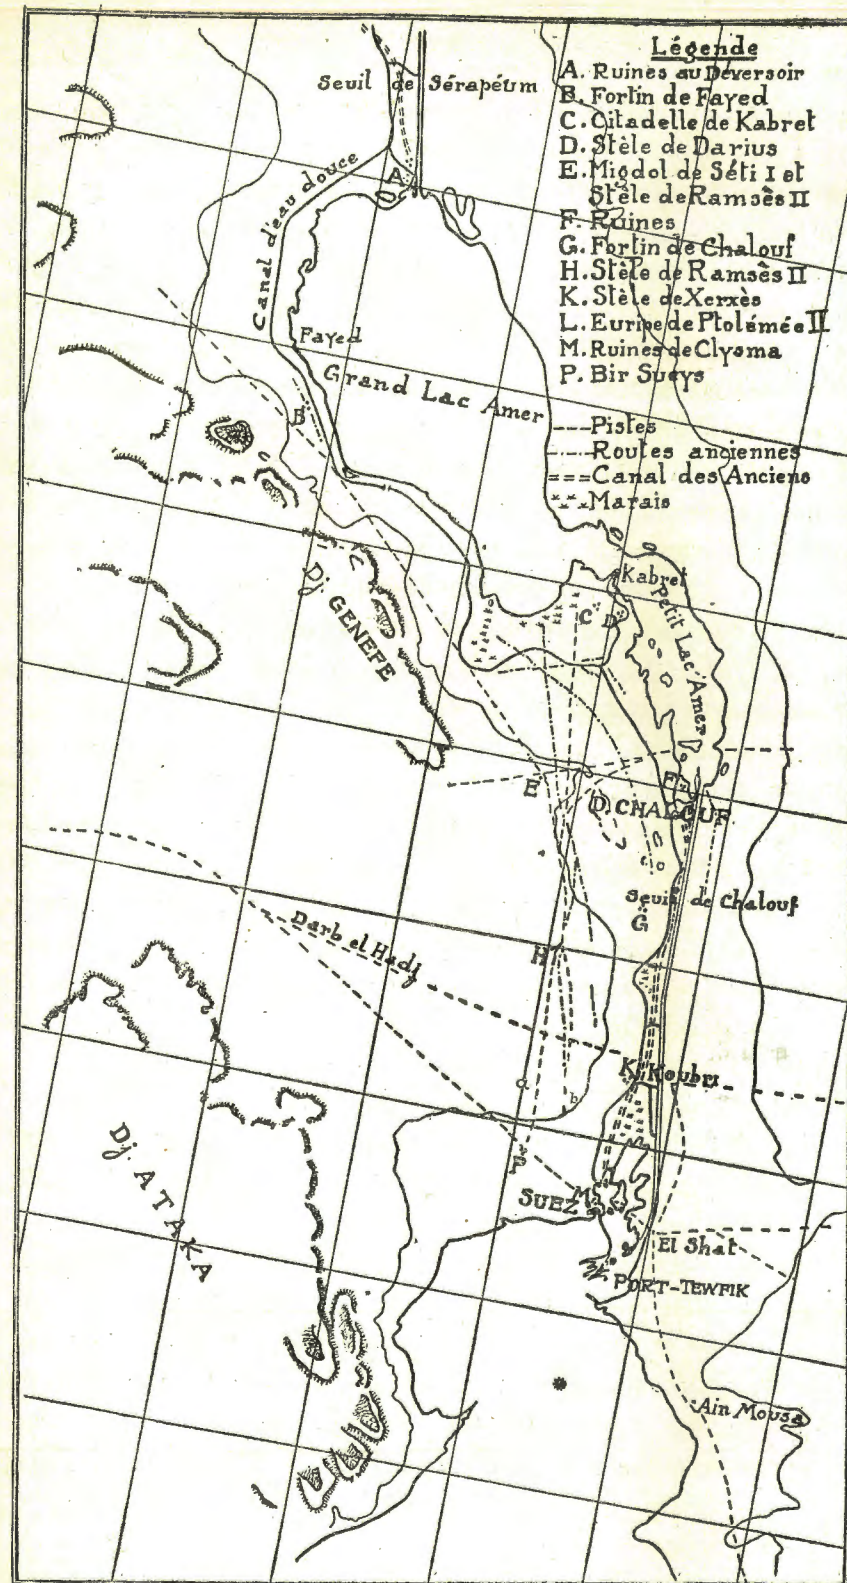 Légende
A. Ruines au Déversoir
B. Fortin de Fayed
C. Citadelle de Kabret
D. Stèle de Darius
E. Migdol de Séti I et
Stèle de Ramsès II
F. Ruines
G. Fortin de Chalouf
H. Stèle de Ramsès II
K. Stèle de Xerxès
L. Euripe de Ptolémée II
M. Ruines de Clysma
P. Bir Sueys
Pistes
Routes anciennes
Canal des Anciens
Marais
Seuil de Sérapéum
A
Canal d'eau douce
Fayed
Grand Lac Amer
B
Dj. GENEFE
Kabret
C
D
Petit Lac Amer
E
F
D. CHALOUF
Seuil de Chalouf
G
Darb el Hadj
H
K
Koubri
a
b
Dj. ATAKA
M
SUEZ
El Shat
PORT-TEWFIK
Ain Mousa